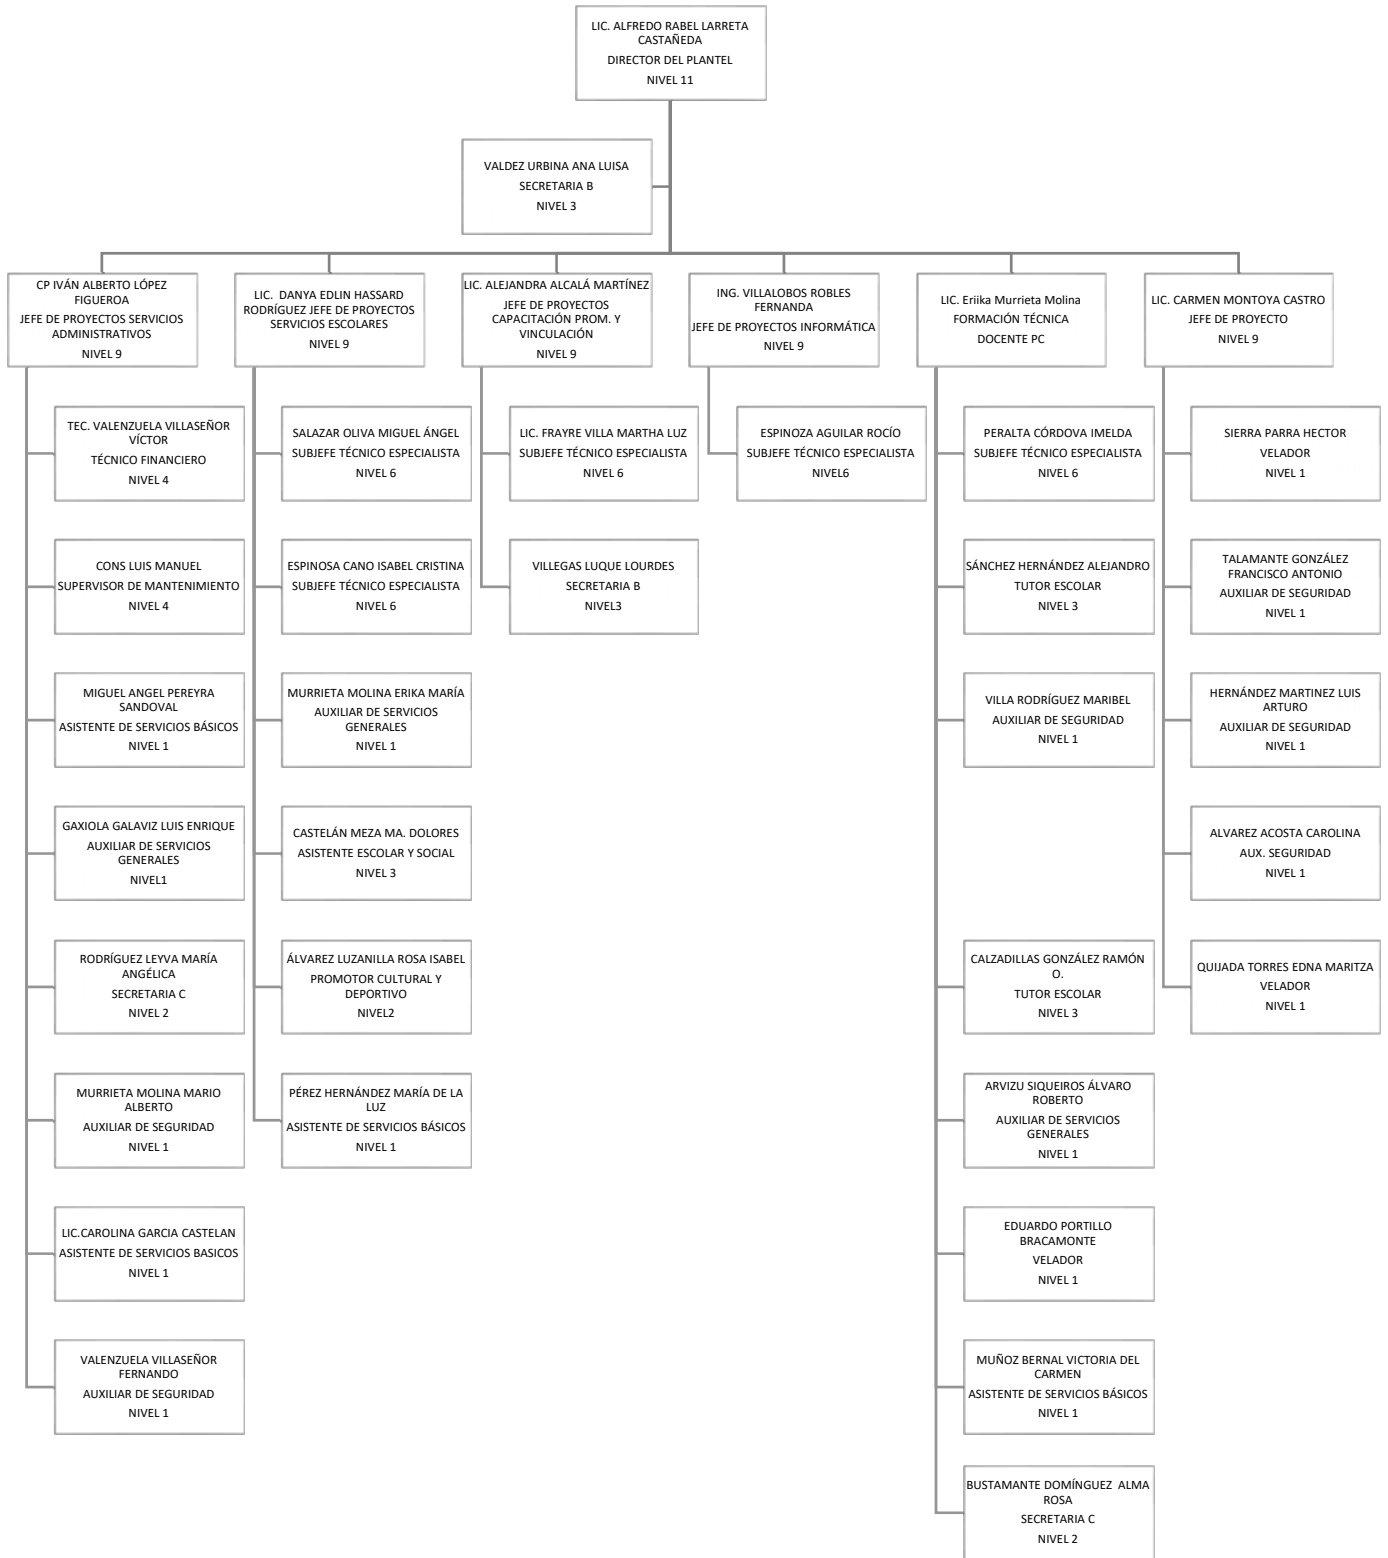 LIC. ALFREDO RABEL LARRETA
CASTAÑEDA
DIRECTOR DEL PLANTEL
NIVEL 11
VALDEZ URBINA ANA LUISA
SECRETARIA B
NIVEL 3
CP IVÁN ALBERTO LÓPEZ
FIGUEROA
JEFE DE PROYECTOS SERVICIOS
ADMINISTRATIVOS
NIVEL 9
TEC. VALENZUELA VILLASEÑOR
VÍCTOR
TÉCNICO FINANCIERO
NIVEL 4
CONS LUIS MANUEL
SUPERVISOR DE MANTENIMIENTO
NIVEL 4
MIGUEL ANGEL PEREYRA
SANDOVAL
ASISTENTE DE SERVICIOS BÁSICOS
NIVEL 1
GAXIOLA GALAVIZ LUIS ENRIQUE
AUXILIAR DE SERVICIOS
GENERALES
NIVEL1
RODRÍGUEZ LEYVA MARÍA
ANGÉLICA
SECRETARIA C
NIVEL 2
MURRIETA MOLINA MARIO
ALBERTO
AUXILIAR DE SEGURIDAD
NIVEL 1
LIC.CAROLINA GARCIA CASTELAN
ASISTENTE DE SERVICIOS BASICOS
NIVEL 1
VALENZUELA VILLASEÑOR
FERNANDO
AUXILIAR DE SEGURIDAD
NIVEL 1
LIC.  DANYA EDLIN HASSARD
RODRÍGUEZ JEFE DE PROYECTOS
SERVICIOS ESCOLARES
NIVEL 9
SALAZAR OLIVA MIGUEL ÁNGEL
SUBJEFE TÉCNICO ESPECIALISTA
NIVEL 6
ESPINOSA CANO ISABEL CRISTINA
SUBJEFE TÉCNICO ESPECIALISTA
NIVEL 6
MURRIETA MOLINA ERIKA MARÍA
AUXILIAR DE SERVICIOS
GENERALES
NIVEL 1
CASTELÁN MEZA MA. DOLORES
ASISTENTE ESCOLAR Y SOCIAL
NIVEL 3
ÁLVAREZ LUZANILLA ROSA ISABEL
PROMOTOR CULTURAL Y
DEPORTIVO
NIVEL2
PÉREZ HERNÁNDEZ MARÍA DE LA
LUZ
ASISTENTE DE SERVICIOS BÁSICOS
NIVEL 1
LIC. ALEJANDRA ALCALÁ MARTÍNEZ
JEFE DE PROYECTOS
CAPACITACIÓN PROM. Y
VINCULACIÓN
NIVEL 9
LIC. FRAYRE VILLA MARTHA LUZ
SUBJEFE TÉCNICO ESPECIALISTA
NIVEL 6
VILLEGAS LUQUE LOURDES
SECRETARIA B
NIVEL3
ING. VILLALOBOS ROBLES
FERNANDA
JEFE DE PROYECTOS INFORMÁTICA
NIVEL 9
ESPINOZA AGUILAR ROCÍO
SUBJEFE TÉCNICO ESPECIALISTA
NIVEL6
LIC. Eriika Murrieta Molina
FORMACIÓN TÉCNICA
DOCENTE PC
PERALTA CÓRDOVA IMELDA
SUBJEFE TÉCNICO ESPECIALISTA
NIVEL 6
SÁNCHEZ HERNÁNDEZ ALEJANDRO
TUTOR ESCOLAR
NIVEL 3
VILLA RODRÍGUEZ MARIBEL
AUXILIAR DE SEGURIDAD
NIVEL 1
CALZADILLAS GONZÁLEZ RAMÓN
O.
TUTOR ESCOLAR
NIVEL 3
ARVIZU SIQUEIROS ÁLVARO
ROBERTO
AUXILIAR DE SERVICIOS
GENERALES
NIVEL 1
EDUARDO PORTILLO
BRACAMONTE
VELADOR
NIVEL 1
MUÑOZ BERNAL VICTORIA DEL
CARMEN
ASISTENTE DE SERVICIOS BÁSICOS
NIVEL 1
BUSTAMANTE DOMÍNGUEZ  ALMA
ROSA
SECRETARIA C
NIVEL 2
LIC. CARMEN MONTOYA CASTRO
JEFE DE PROYECTO
NIVEL 9
SIERRA PARRA HECTOR
VELADOR
NIVEL 1
TALAMANTE GONZÁLEZ
FRANCISCO ANTONIO
AUXILIAR DE SEGURIDAD
NIVEL 1
HERNÁNDEZ MARTINEZ LUIS
ARTURO
AUXILIAR DE SEGURIDAD
NIVEL 1
ALVAREZ ACOSTA CAROLINA
AUX. SEGURIDAD
NIVEL 1
QUIJADA TORRES EDNA MARITZA
VELADOR
NIVEL 1